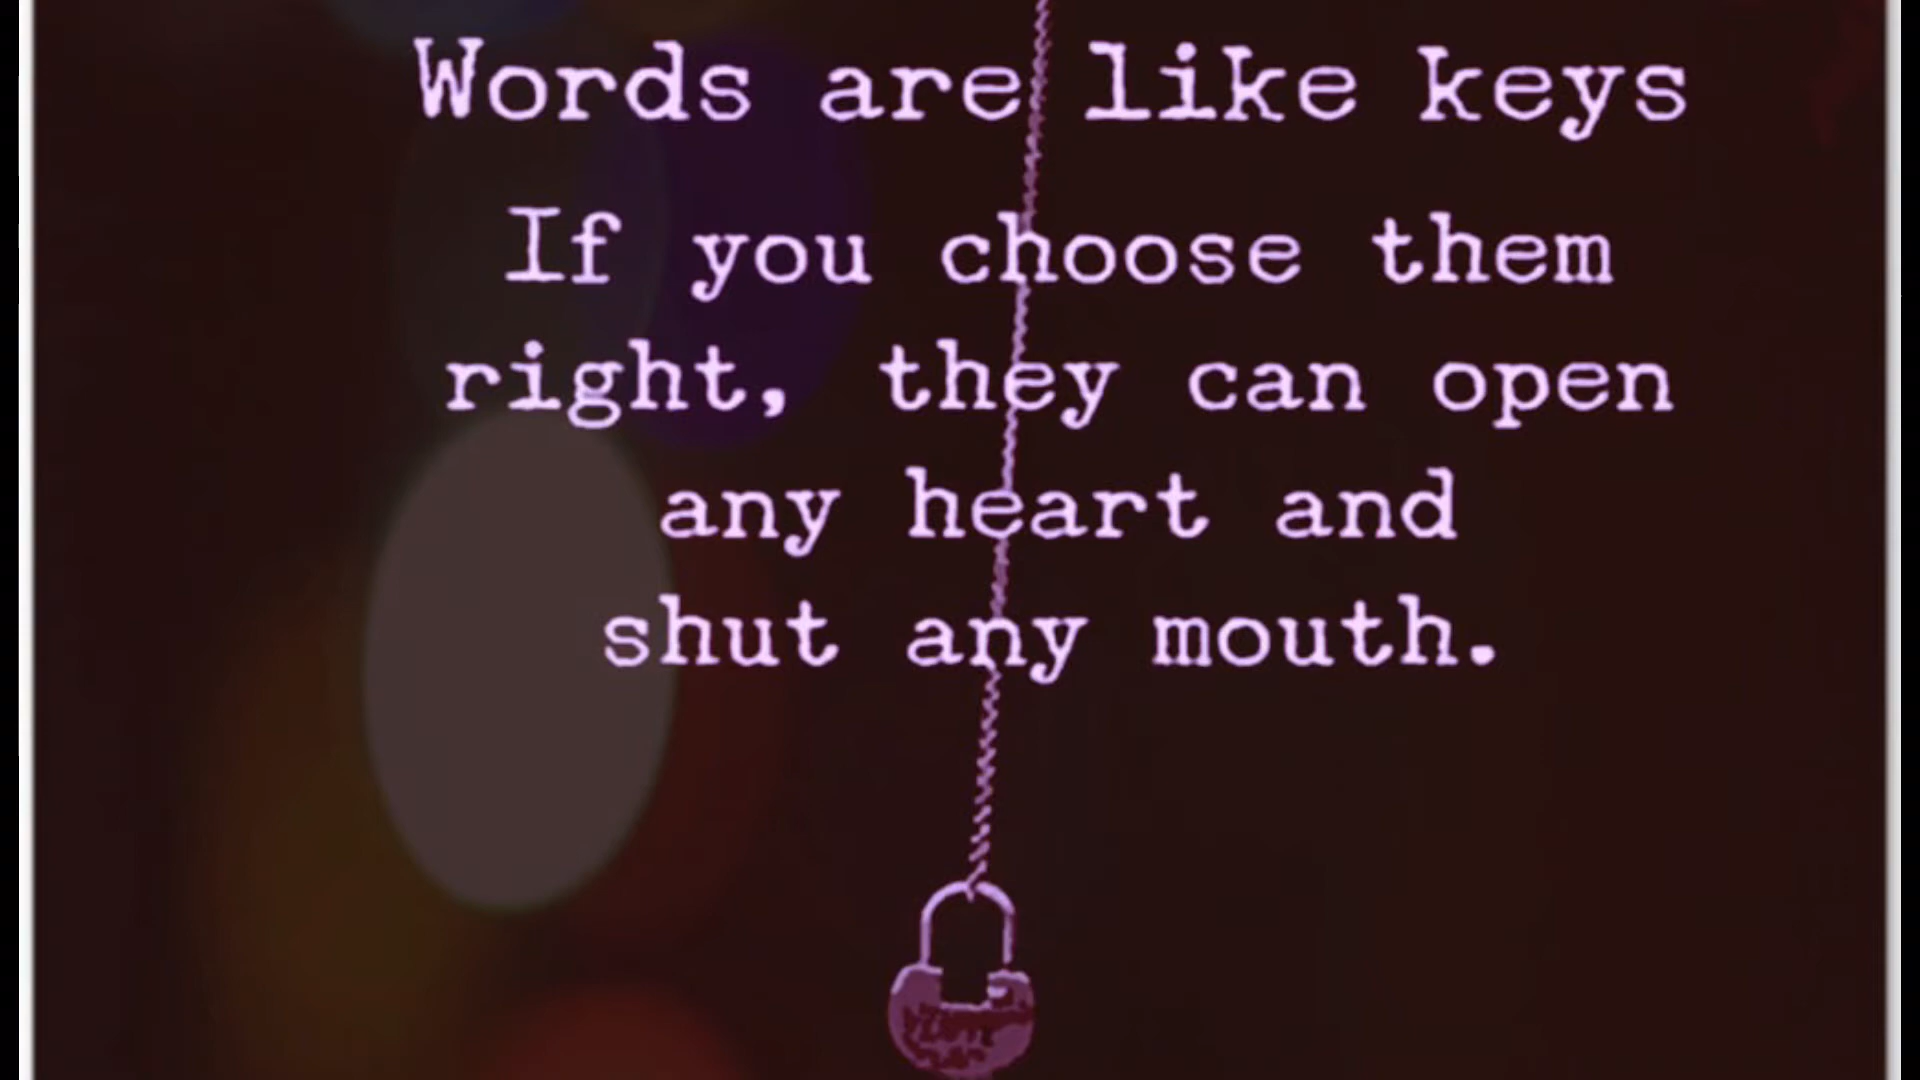 Words are like keys
If you choose them
right, they can open
any heart and
shut any mouth.